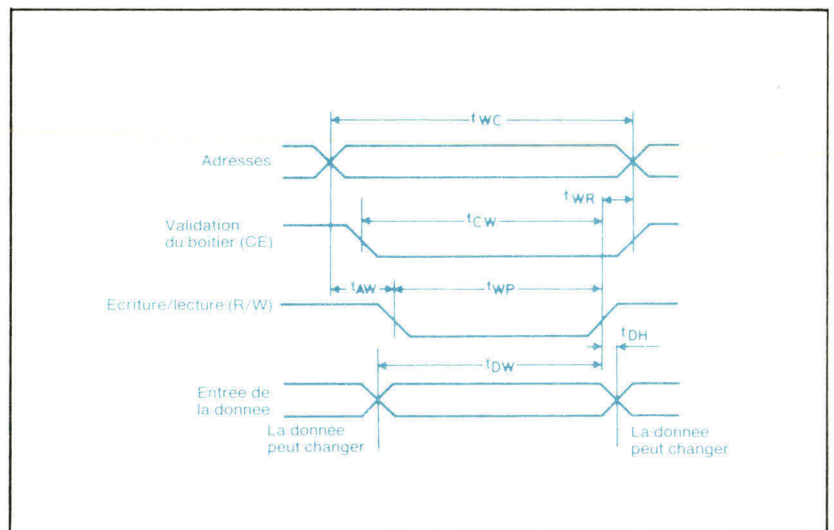 tWC
Adresses
tWR
tCW
Validation
du boitier (CE)
tAW
tWP
Ecriture/lecture (R/W)
tDH
tDW
Entree de
la donnee
La donnee
peut changer
La donnee
peut changer